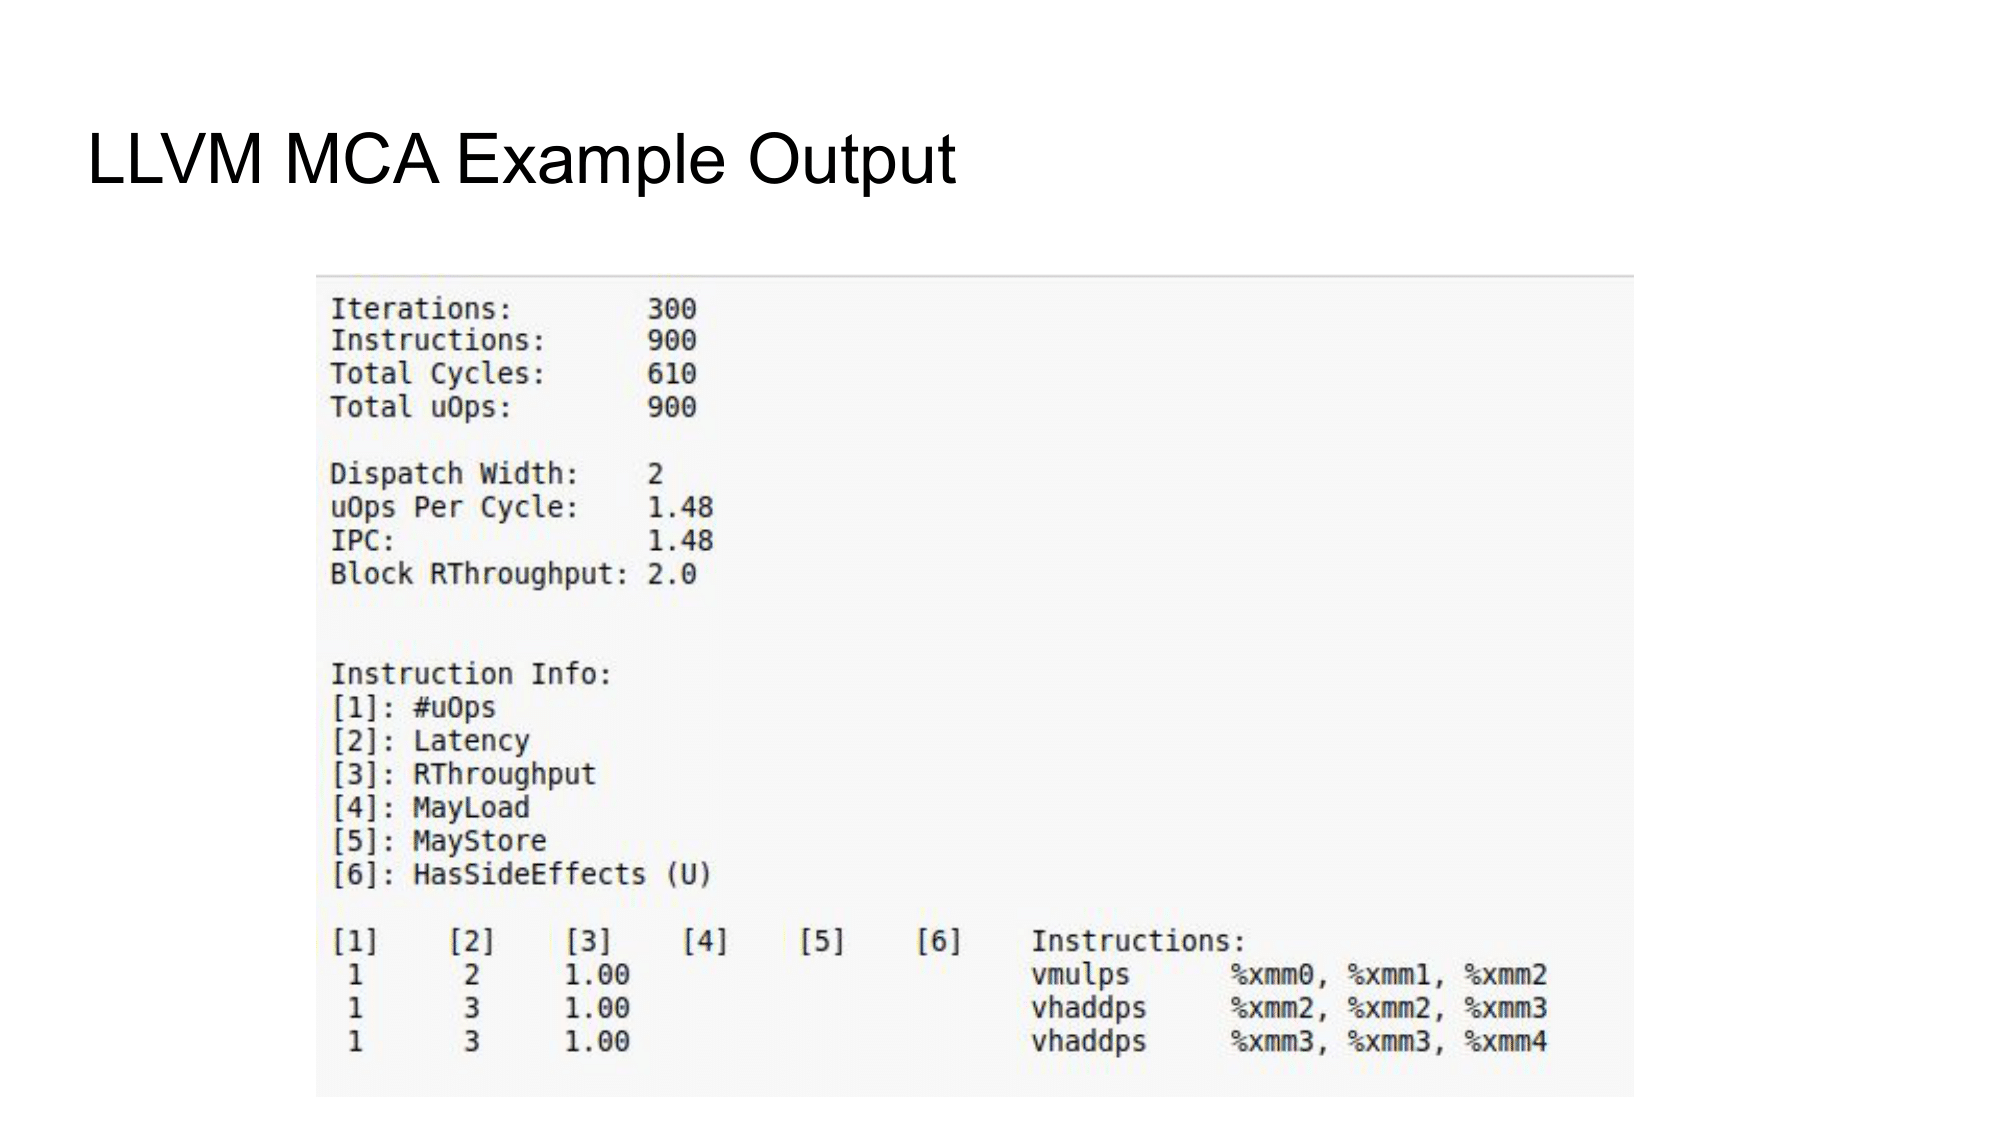 LLVM MCA Example Output
Iterations:        300
Instructions:      900
Total Cycles:      610
Total uOps:        900
Dispatch Width:    2
uOps Per Cycle:    1.48
IPC:               1.48
Block RThroughput: 2.0
Instruction Info:
[1]: #uOps
[2]: Latency
[3]: RThroughput
[4]: MayLoad
[5]: MayStore
[6]: HasSideEffects (U)
[1]    [2]    [3]    [4]    [5]    [6]    Instructions:
 1      2     1.00                        vmulps      %xmm0, %xmm1, %xmm2
 1      3     1.00                        vhaddps     %xmm2, %xmm2, %xmm3
 1      3     1.00                        vhaddps     %xmm3, %xmm3, %xmm4